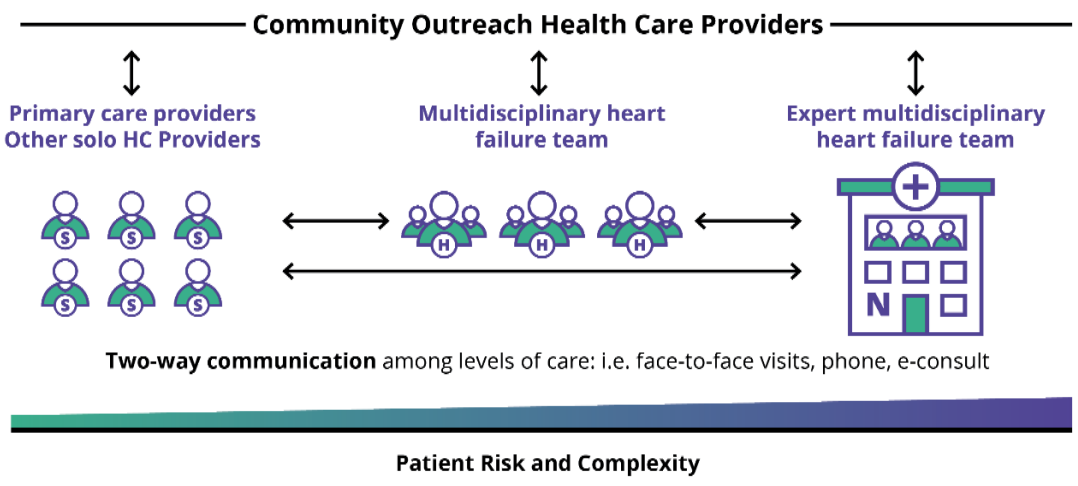 Community Outreach Health Care Providers
Primary care providers
Other solo HC Providers
Multidisciplinary heart
failure team
Expert multidisciplinary
heart failure team
S S S
H H H
S S S
N
Two-way communication among levels of care: i.e. face-to-face visits, phone, e-consult
Patient Risk and Complexity